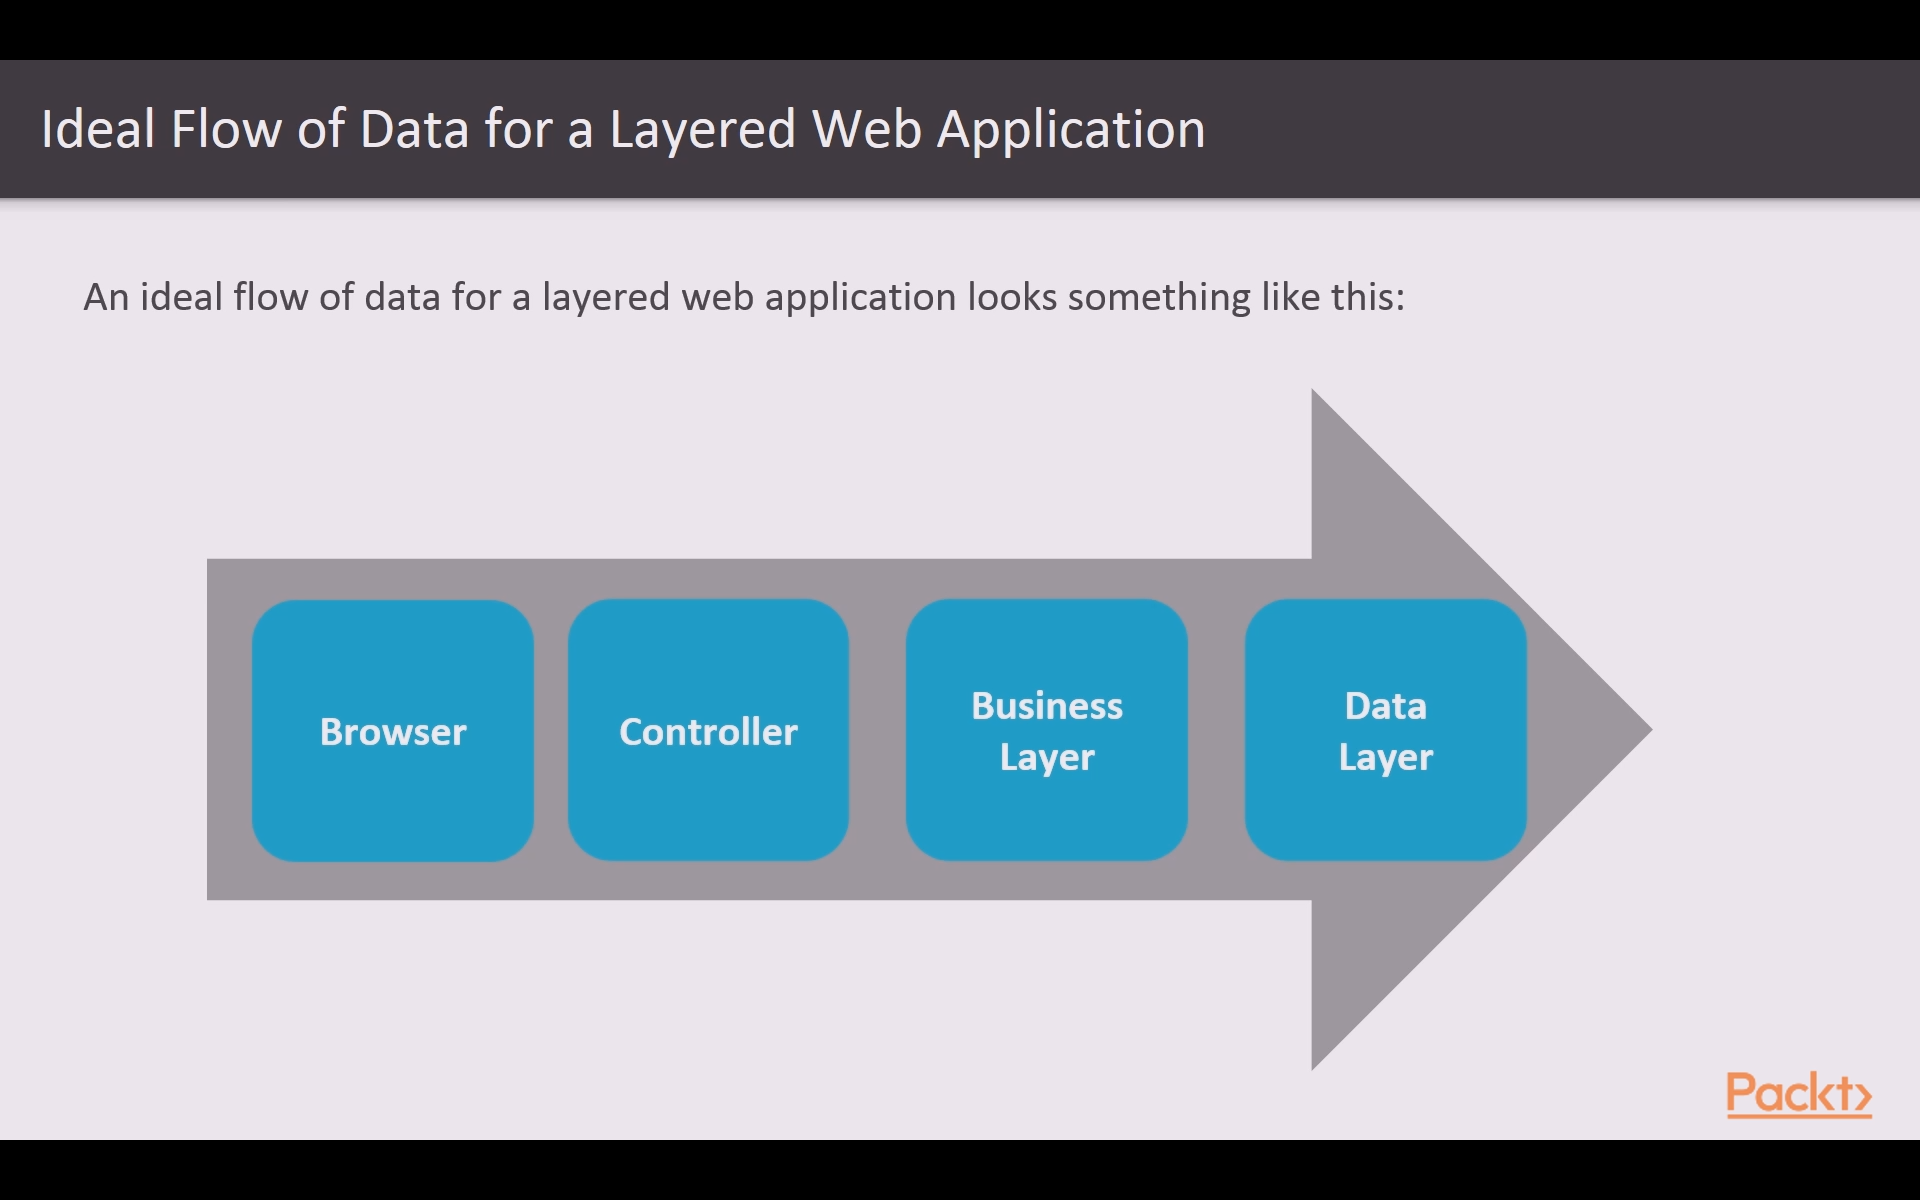 Ideal Flow of Data for a Layered Web Application
An ideal flow of data for a layered web application looks something like this:
Browser
Controller
Business
Layer
Data
Layer
Packt>